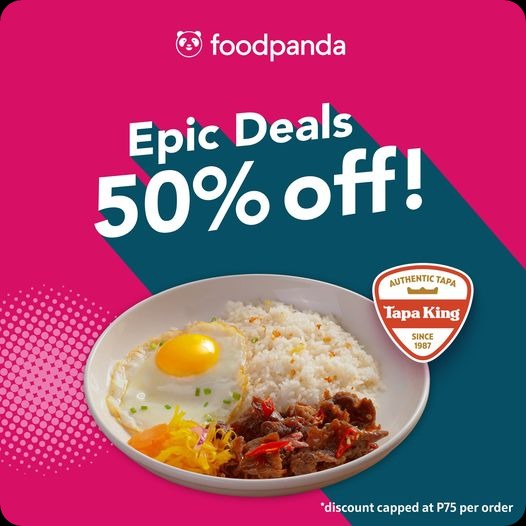 foodpanda
Epic Deals
50% off!
AUTHENTIC TAPA
Tapa King
SINCE
1987
*discount capped at P75 per order